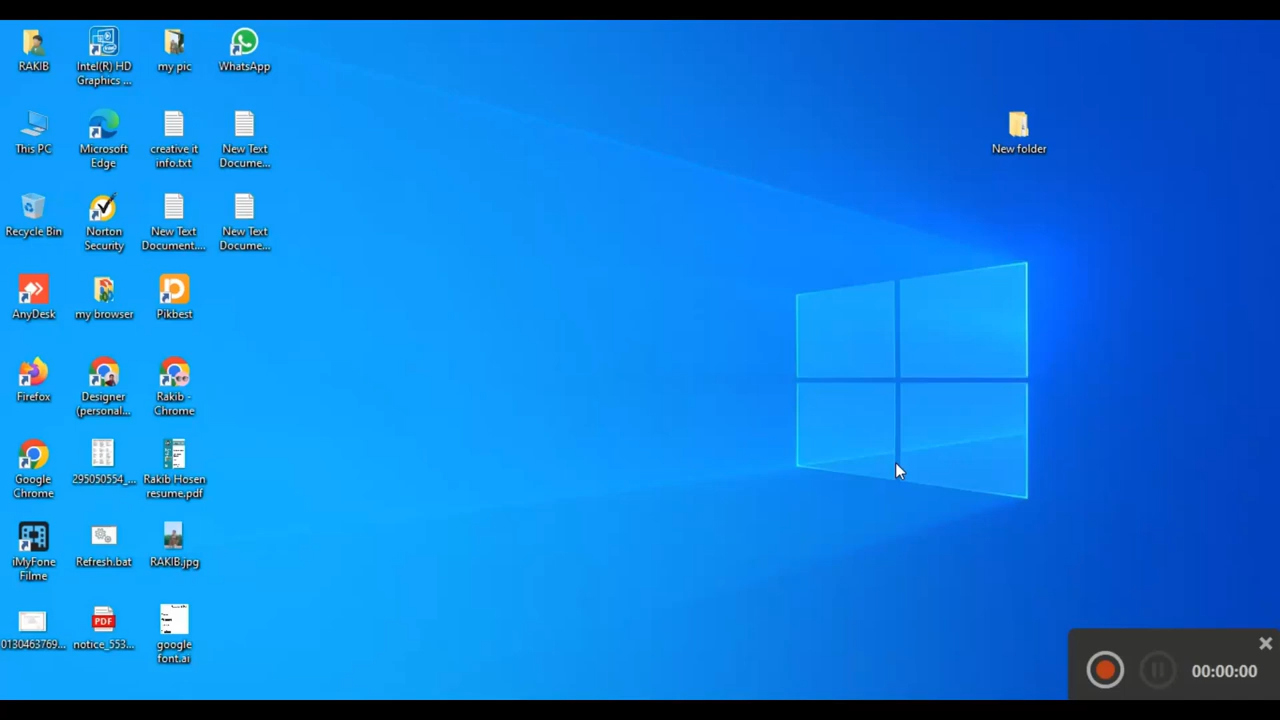 RAKIB
Intel(R) HD
Graphics ...
my pic
WhatsApp
This PC
Microsoft
Edge
creative it
info.txt
New Text
Docume...
New folder
Recycle Bin
Norton
Security
New Text
Document....
New Text
Docume...
AnyDesk
my browser
Pikbest
Firefox
Designer
(personal...
Rakib -
Chrome
Google
Chrome
295050554_...
Rakib Hosen
resume.pdf
iMyFone
Filme
Refresh.bat
RAKIB.jpg
0130463769...
notice_553...
google
font.ai
00:00:00